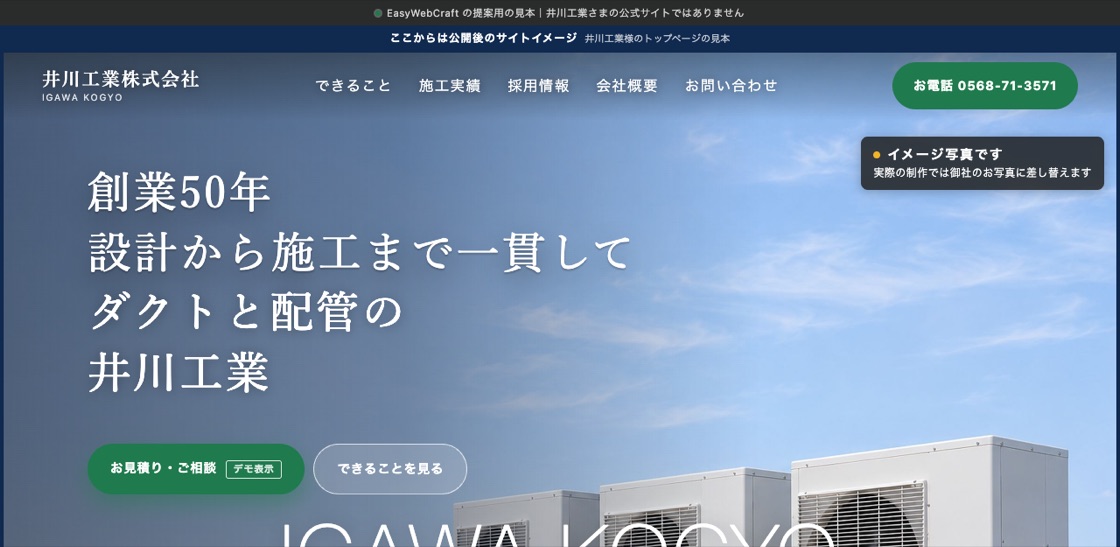 EasyWebCraft の提案用の見本｜井川工業さまの公式サイトではありません
ここからは公開後のサイトイメージ 井川工業様のトップページの見本
井川工業株式会社
IGAWA KOGYO
できること 施工実績 採用情報 会社概要 お問い合わせ
お電話 0568-71-3571
イメージ写真です
実際の制作では御社のお写真に差し替えます
創業50年
設計から施工まで一貫して
ダクトと配管の
井川工業
お見積り・ご相談 デモ表示
できることを見る
IGAWA KOGYO